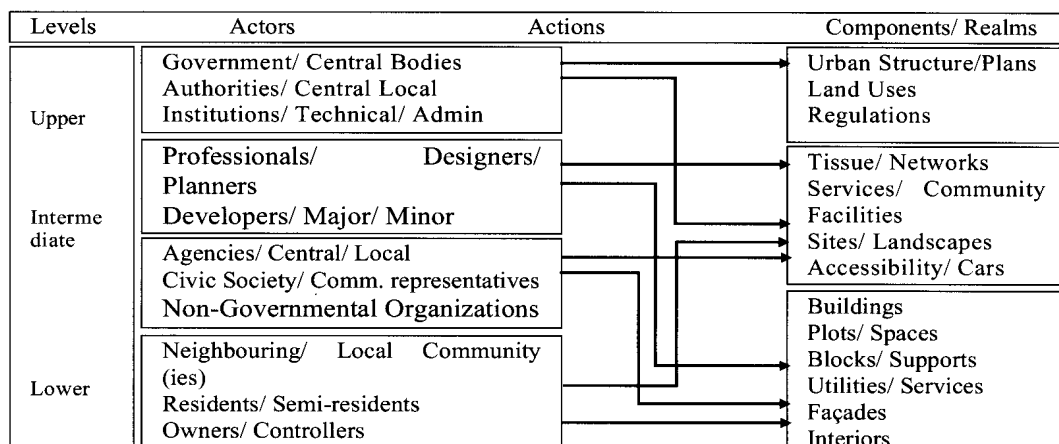 Levels Actors Actions Components/ Realms
Upper
Interme
diate
Lower
Government/ Central Bodies
Authorities/ Central Local
Institutions/ Technical/ Admin
Professionals/ Designers/
Planners
Developers/ Major/ Minor
Agencies/ Central/ Local
Civic Society/ Comm. representatives
Non-Governmental Organizations
Neighbouring/ Local Community
(ies)
Residents/ Semi-residents
Owners/ Controllers
Urban Structure/Plans
Land Uses
Regulations
Tissue/ Networks
Services/ Community
Facilities
Sites/ Landscapes
Accessibility/ Cars
Buildings
Plots/ Spaces
Blocks/ Supports
Utilities/ Services
Façades
Interiors